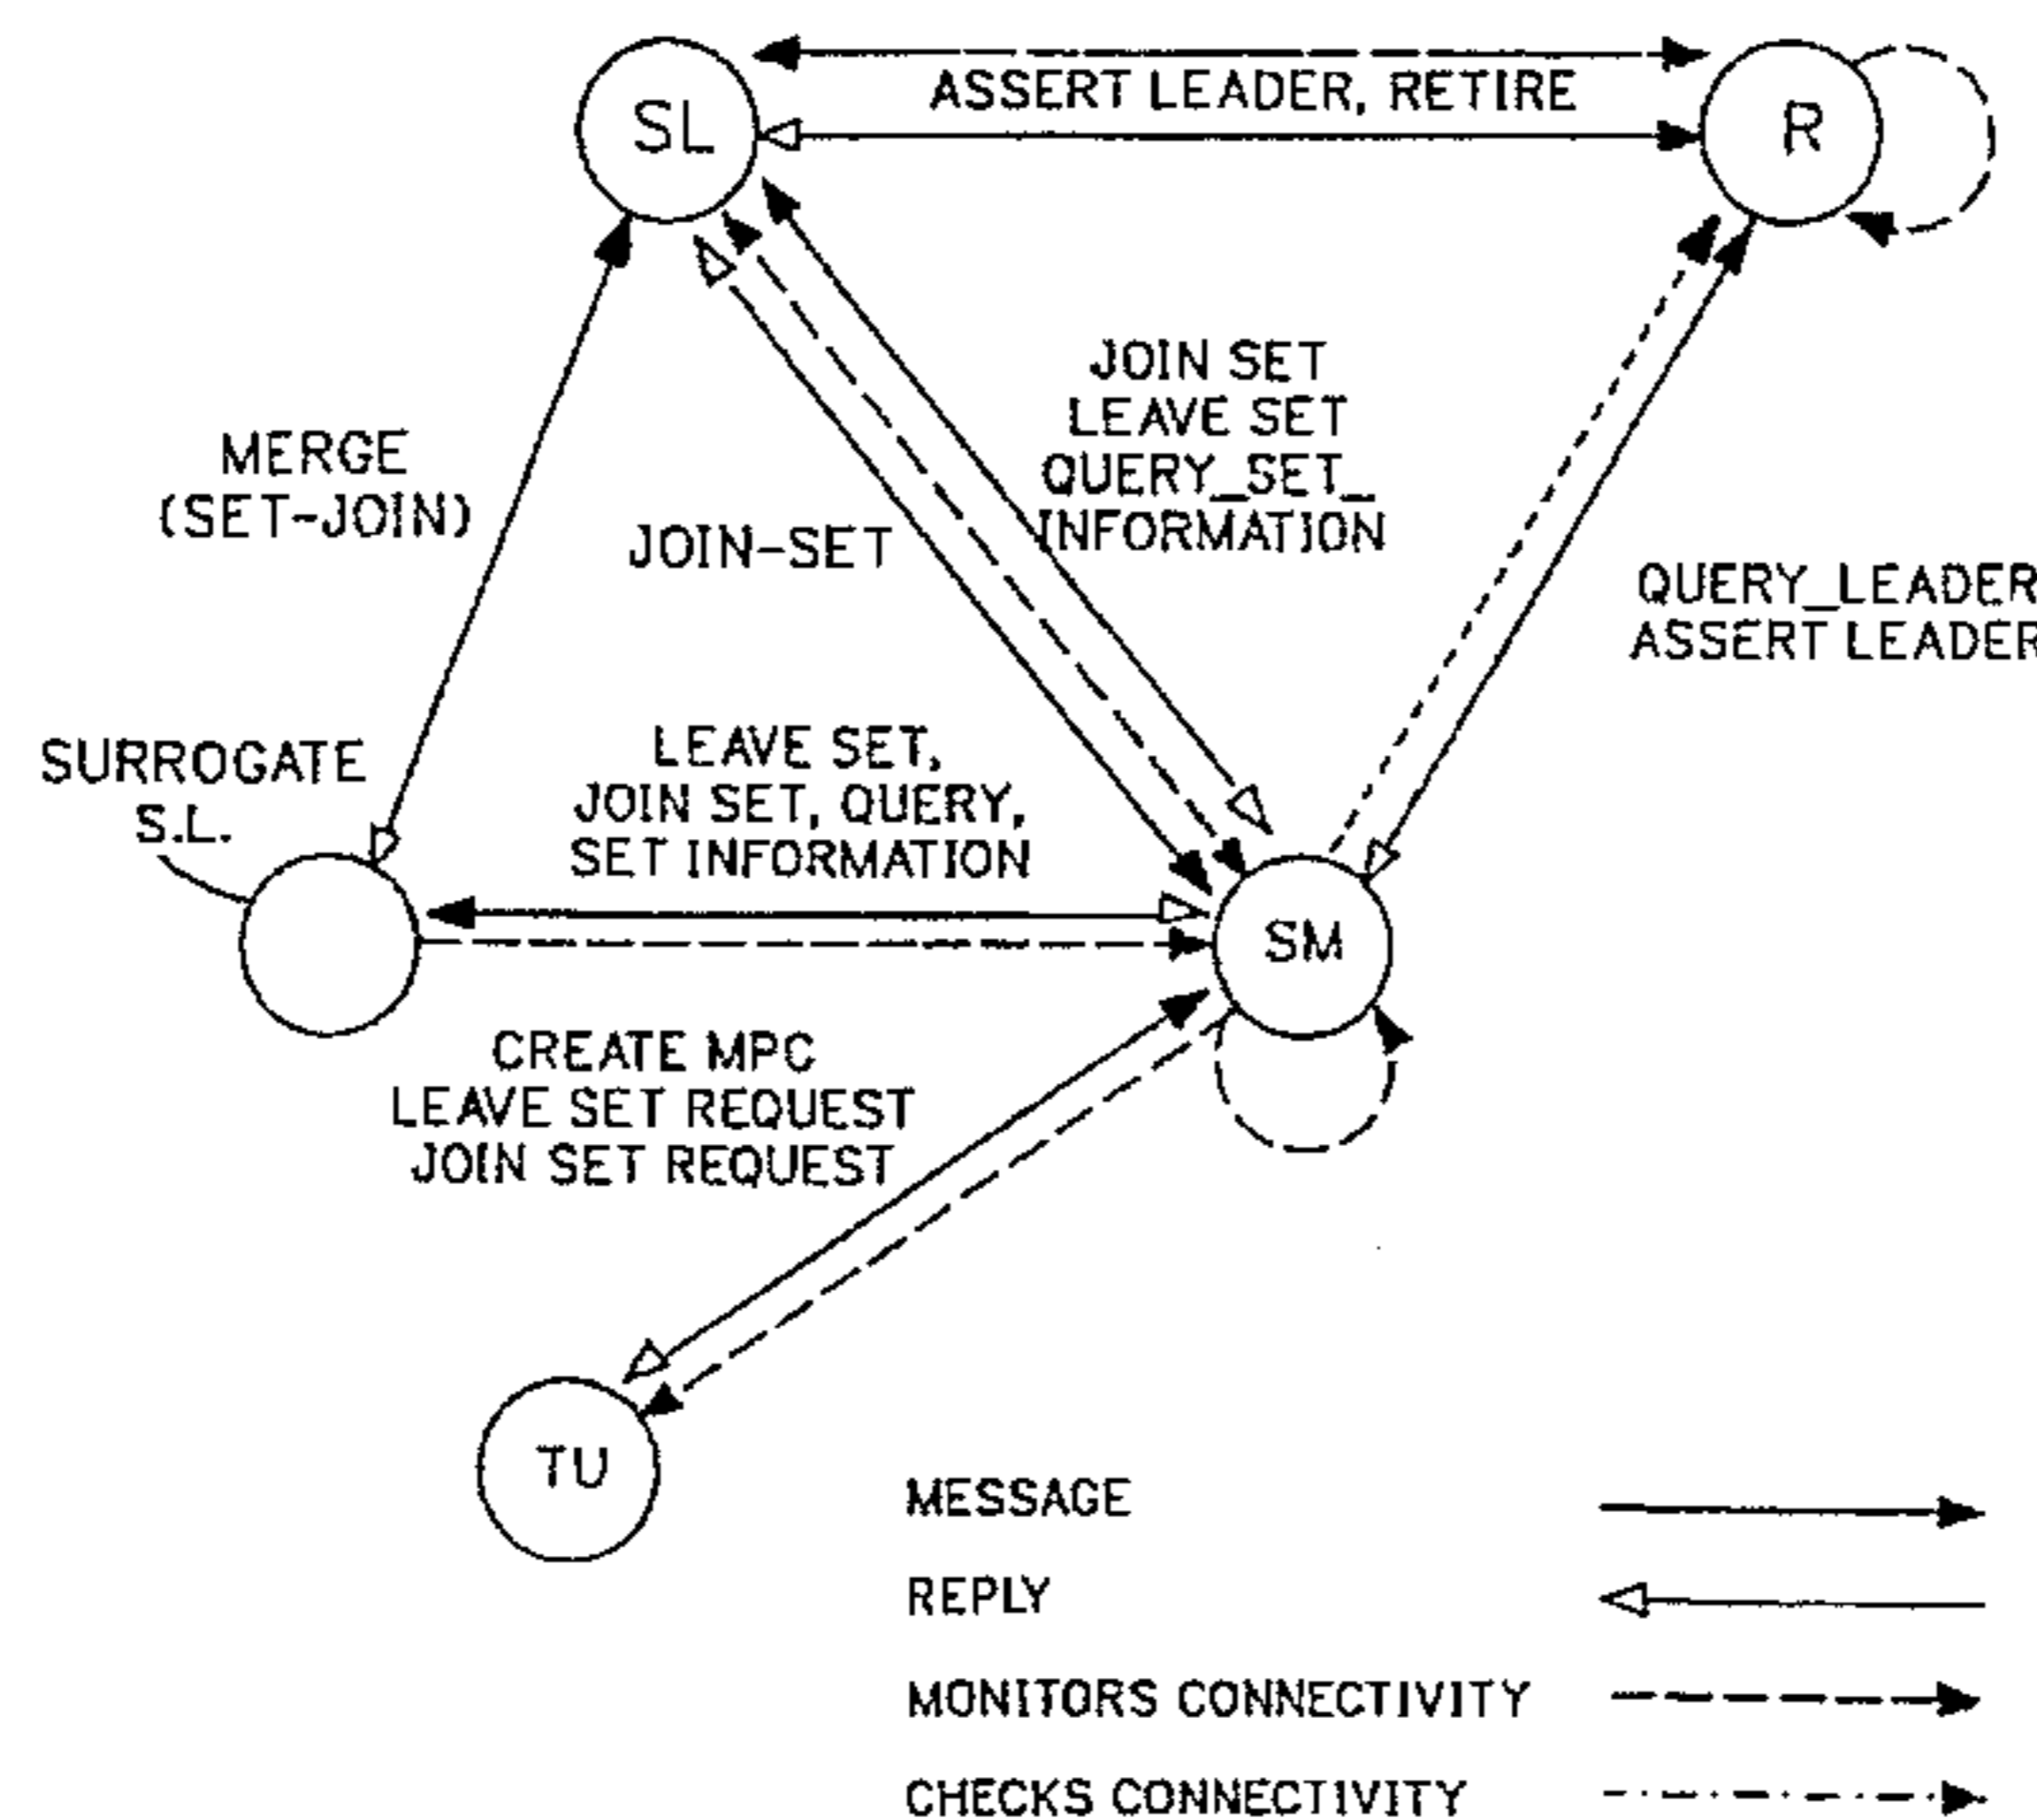 SL
ASSERT LEADER, RETIRE
R
JOIN SET
LEAVE SET
QUERY_SET_
INFORMATION
MERGE
(SET-JOIN)
JOIN-SET
QUERY_LEADER
ASSERT LEADER
SURROGATE
S.L.
LEAVE SET,
JOIN SET, QUERY,
SET INFORMATION
SM
CREATE MPC
LEAVE SET REQUEST
JOIN SET REQUEST
TU
MESSAGE
REPLY
MONITORS CONNECTIVITY
CHECKS CONNECTIVITY